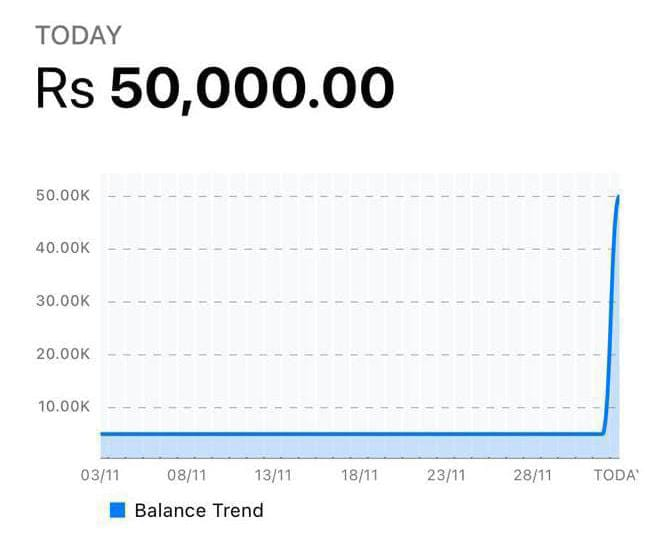 TODAY
Rs 50,000.00
50.00K
40.00K
30.00K
20.00K
10.00K
03/11 08/11 13/11 18/11 23/11 28/11 TODA
Balance Trend